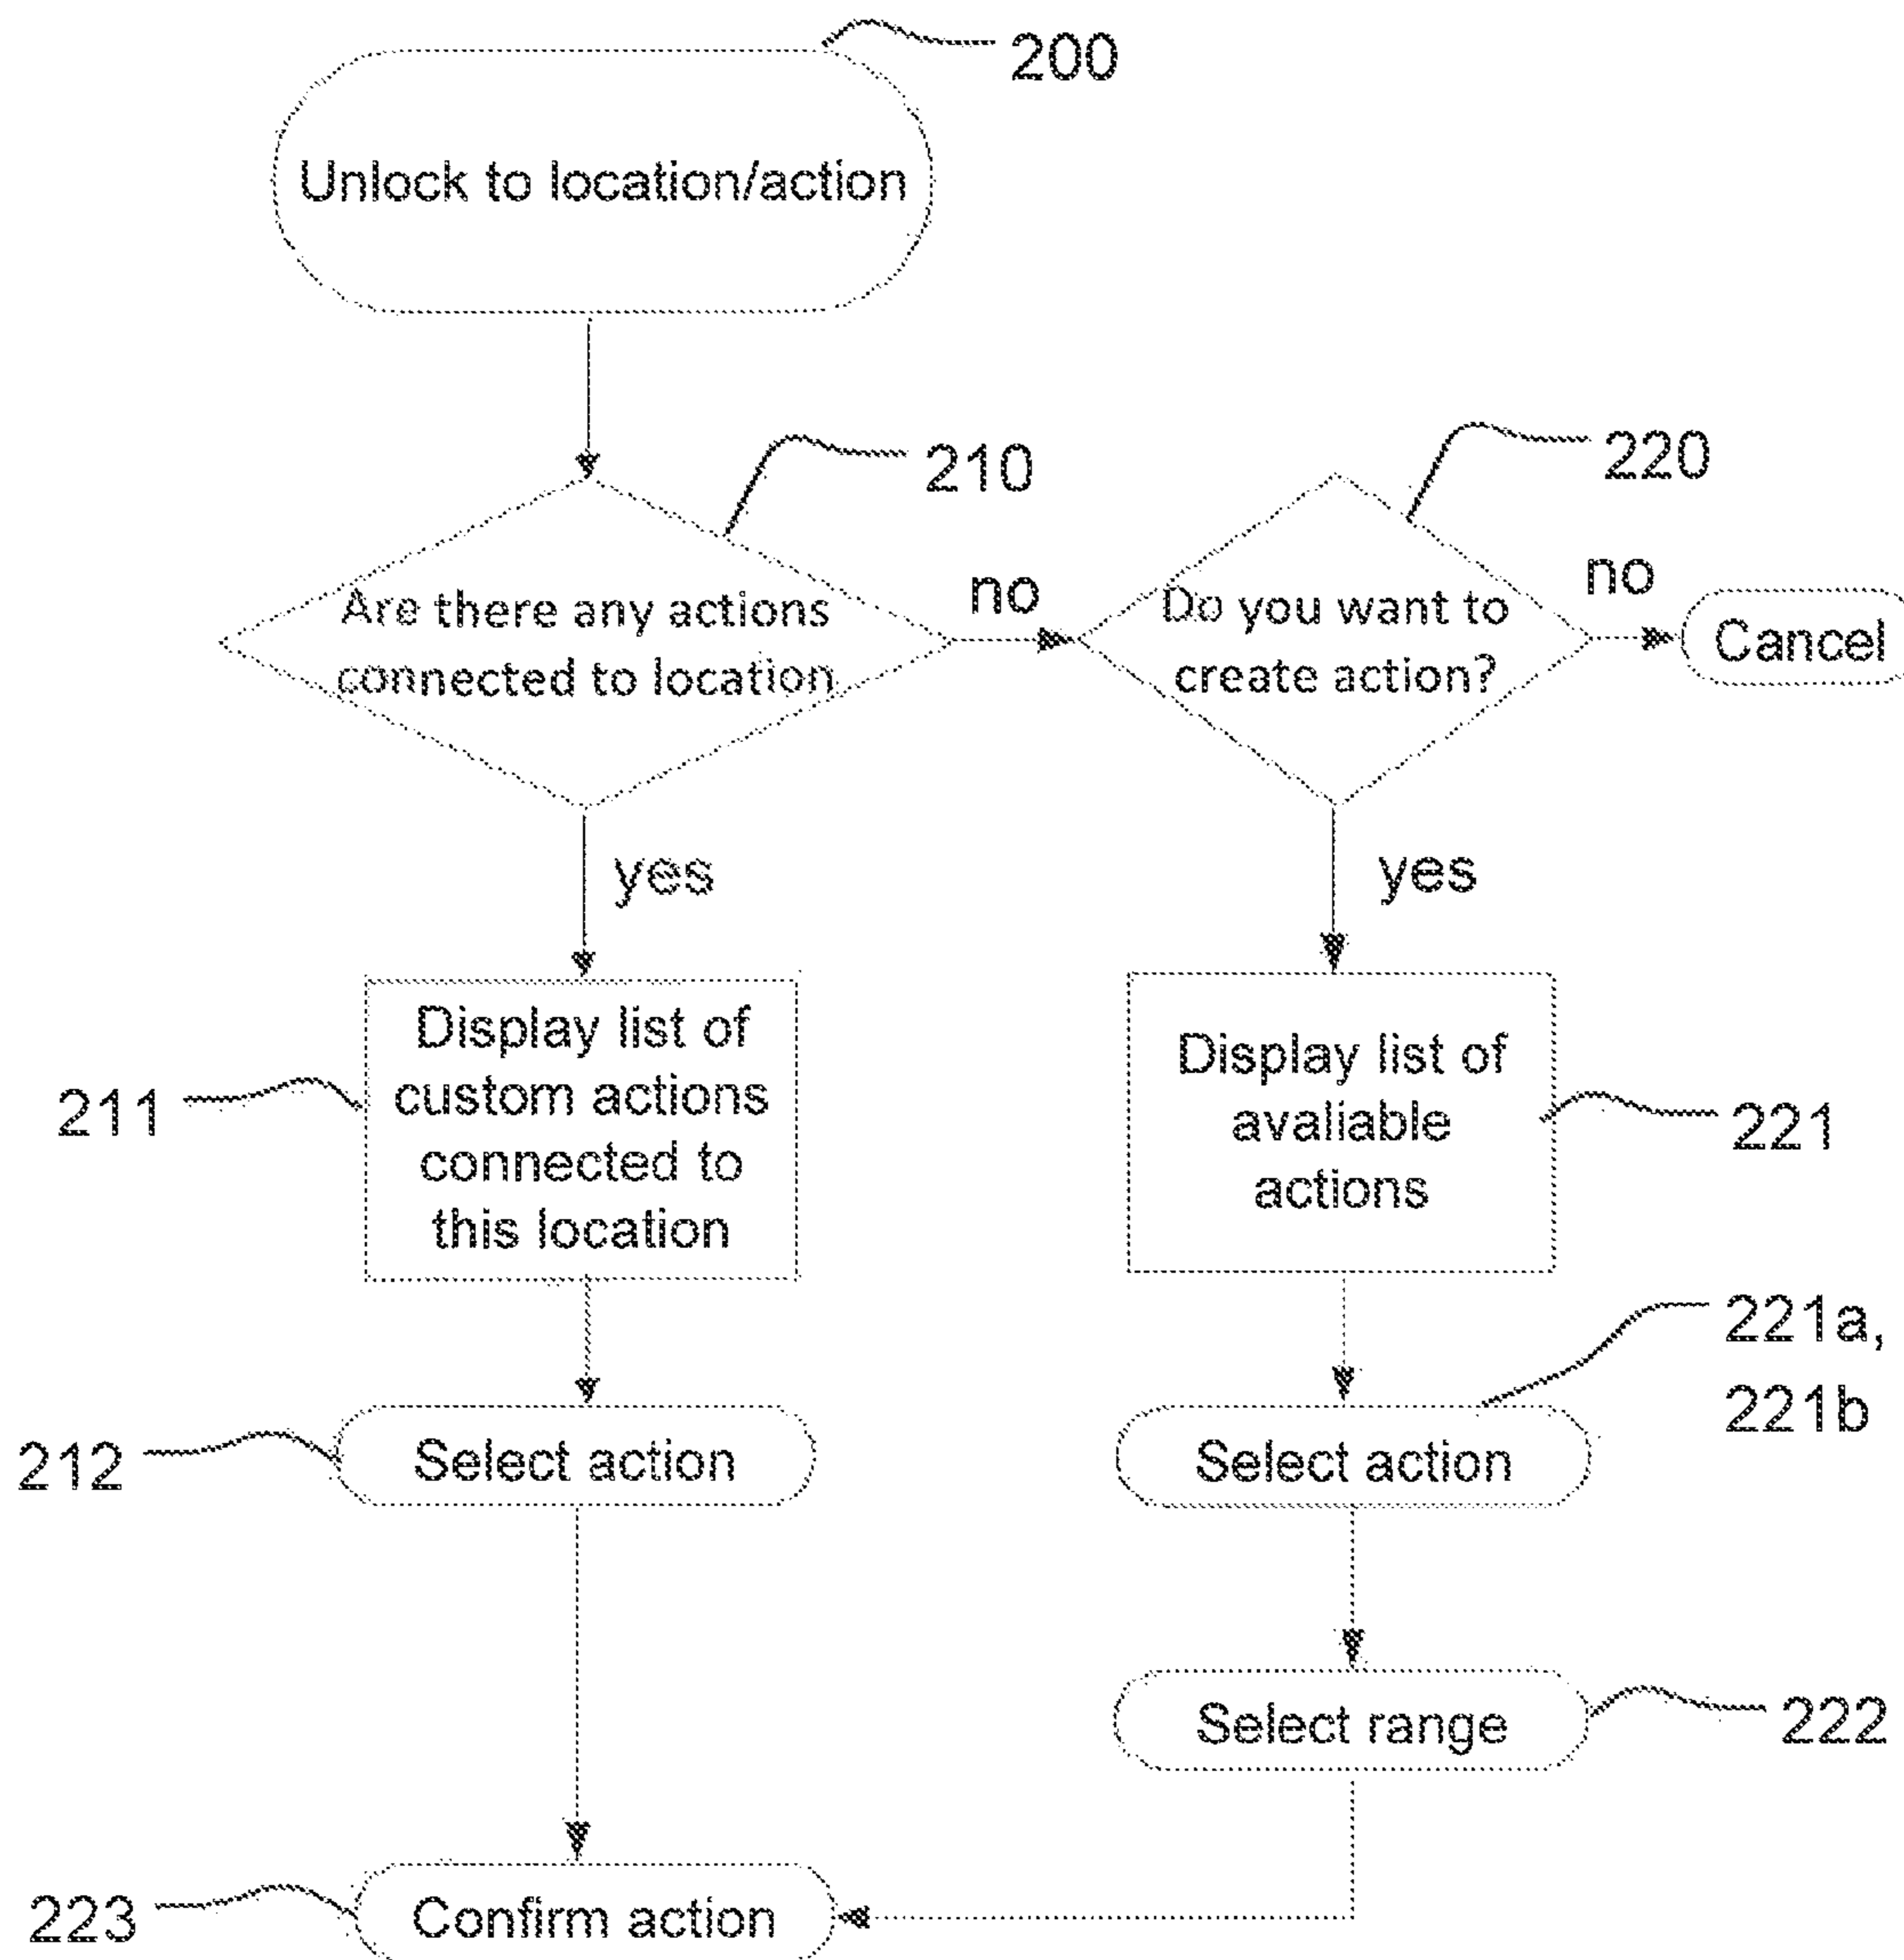 200
Unlock to location/action
210
220
Are there any actions
connected to location
no
Do you want to
create action?
no
Cancel
yes
yes
Display list of
custom actions
connected to
this location
211
Display list of
avaliable
actions
221
221a,
221b
212
Select action
Select action
Select range
222
223
Confirm action